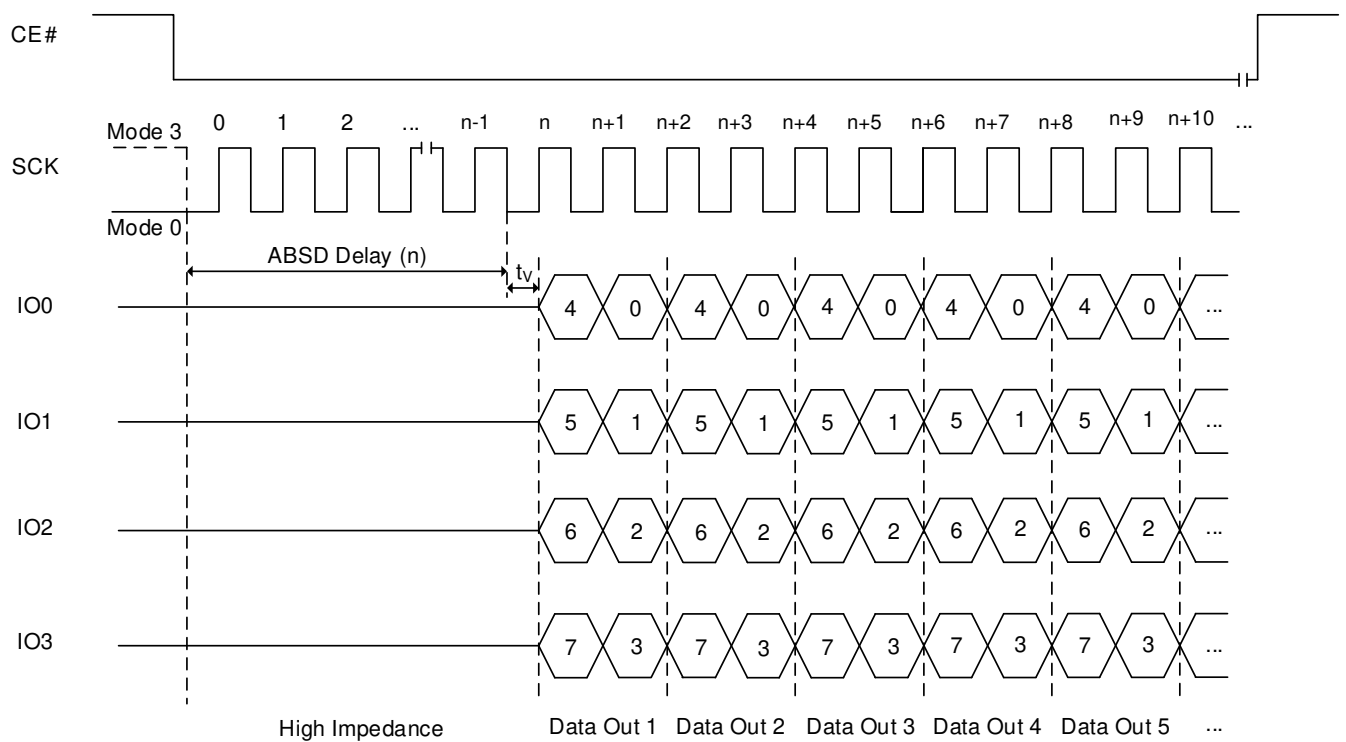 CE#
Mode 3
0 1 2 ... n-1 n n+1 n+2 n+3 n+4 n+5 n+6 n+7 n+8 n+9 n+10 ...
SCK
Mode 0
ABSD Delay (n)
tV
IO0
4 0 4 0 4 0 4 0 4 0 ...
IO1
5 1 5 1 5 1 5 1 5 1 ...
IO2
6 2 6 2 6 2 6 2 6 2 ...
IO3
7 3 7 3 7 3 7 3 7 3 ...
High Impedance
Data Out 1 Data Out 2 Data Out 3 Data Out 4 Data Out 5 ...